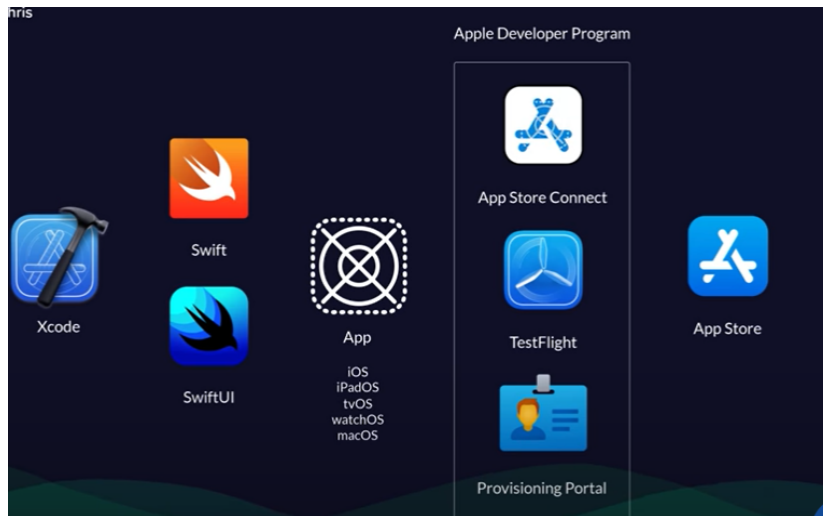 hris
Apple Developer Program
App Store Connect
Swift
Xcode
App
TestFlight
App Store
iOS
iPadOS
tvOS
watchOS
macOS
SwiftUI
Provisioning Portal